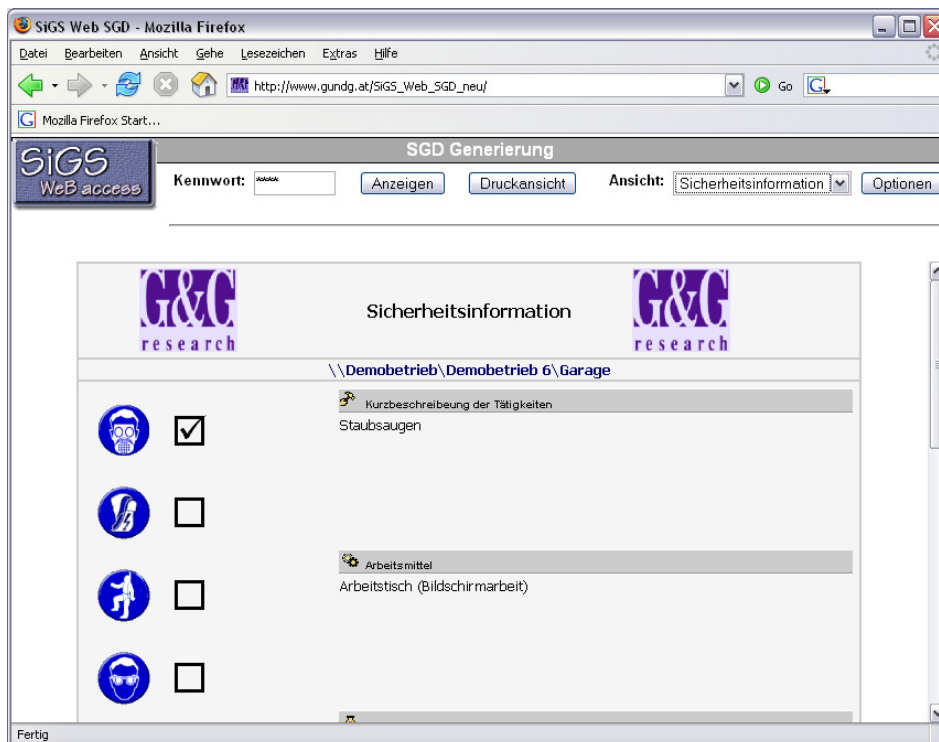 SiGS Web SGD - Mozilla Firefox
Datei Bearbeiten Ansicht Gehe Lesezeichen Extras Hilfe
http://www.gundg.at/SiGS_Web_SGD_neu/ Go G
G Mozilla Firefox Start...
SiGS
WeB access
SGD Generierung
Kennwort: **** Anzeigen Druckansicht Ansicht: Sicherheitsinformation Optionen
G&G
research
Sicherheitsinformation
G&G
research
\\Demobetrieb\Demobetrieb 6\Garage
Kurzbeschreibeung der Tätigkeiten
Staubsaugen
Arbeitsmittel
Arbeitstisch (Bildschirmarbeit)
Fertig